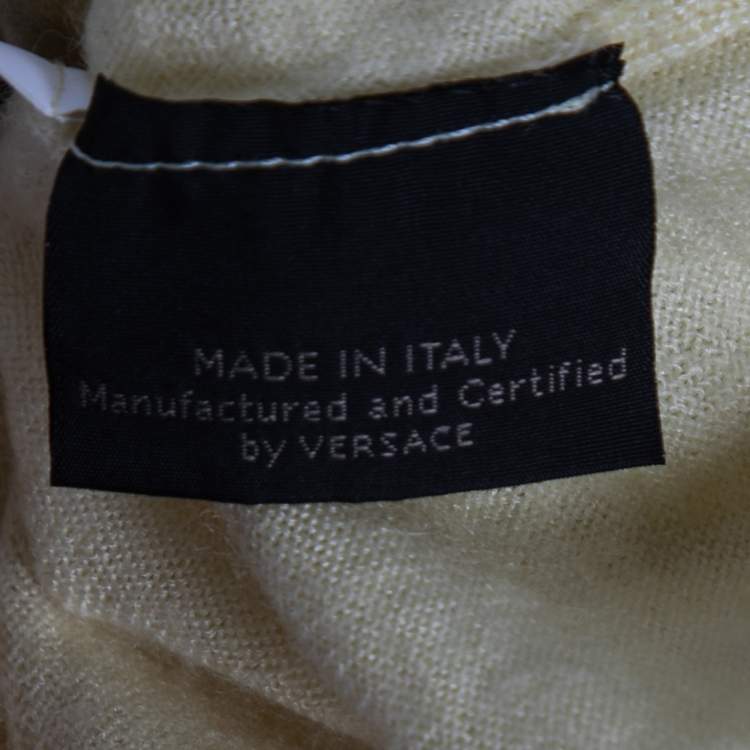 MADE IN ITALY
Manufactured and Certified
by VERSACE